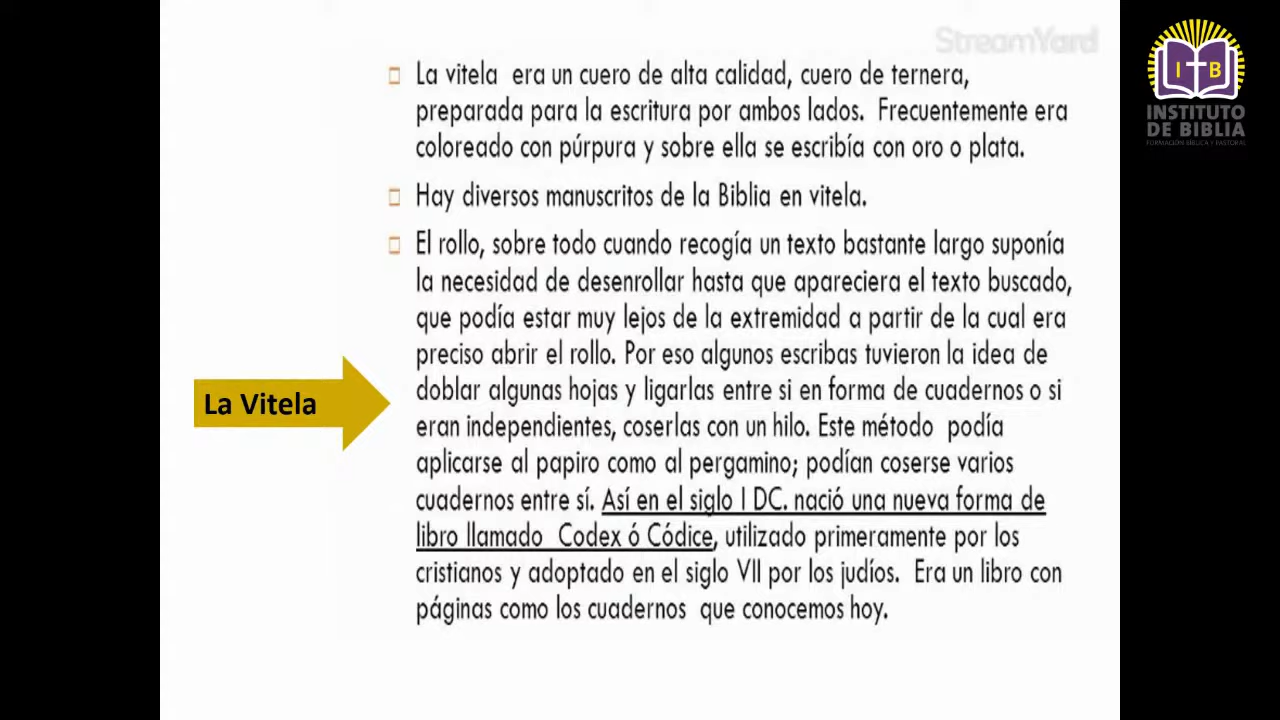 StreamYard
La vitela era un cuero de alta calidad, cuero de ternera,
preparada para la escritura por ambos lados. Frecuentemente era
coloreado con púrpura y sobre ella se escribía con oro o plata.
Hay diversos manuscritos de la Biblia en vitela.
El rollo, sobre todo cuando recogía un texto bastante largo suponía
la necesidad de desenrollar hasta que apareciera el texto buscado,
que podía estar muy lejos de la extremidad a partir de la cual era
preciso abrir el rollo. Por eso algunos escribas tuvieron la idea de
doblar algunas hojas y ligarlas entre si en forma de cuadernos o si
eran independientes, coserlas con un hilo. Este método podía
aplicarse al papiro como al pergamino; podían coserse varios
cuadernos entre sí. Así en el siglo I DC. nació una nueva forma de
libro llamado Codex ó Códice, utilizado primeramente por los
cristianos y adoptado en el siglo VII por los judíos. Era un libro con
páginas como los cuadernos que conocemos hoy.
La Vitela
I B
INSTITUTO
DE BIBLIA
FORMACIÓN BÍBLICA Y PASTORAL